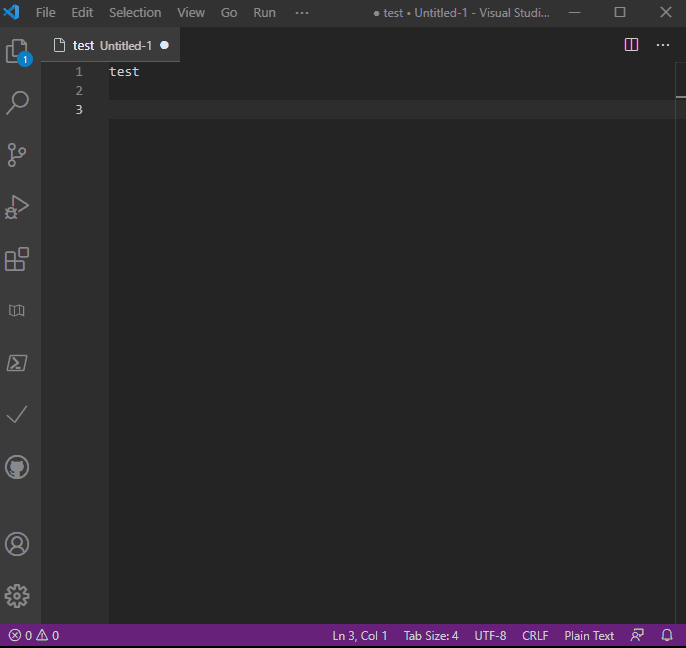 File Edit Selection View Go Run ··· ● test • Untitled-1 - Visual Studi...
1
test Untitled-1 ●
1 test
2
3
0 0 Ln 3, Col 1 Tab Size: 4 UTF-8 CRLF Plain Text